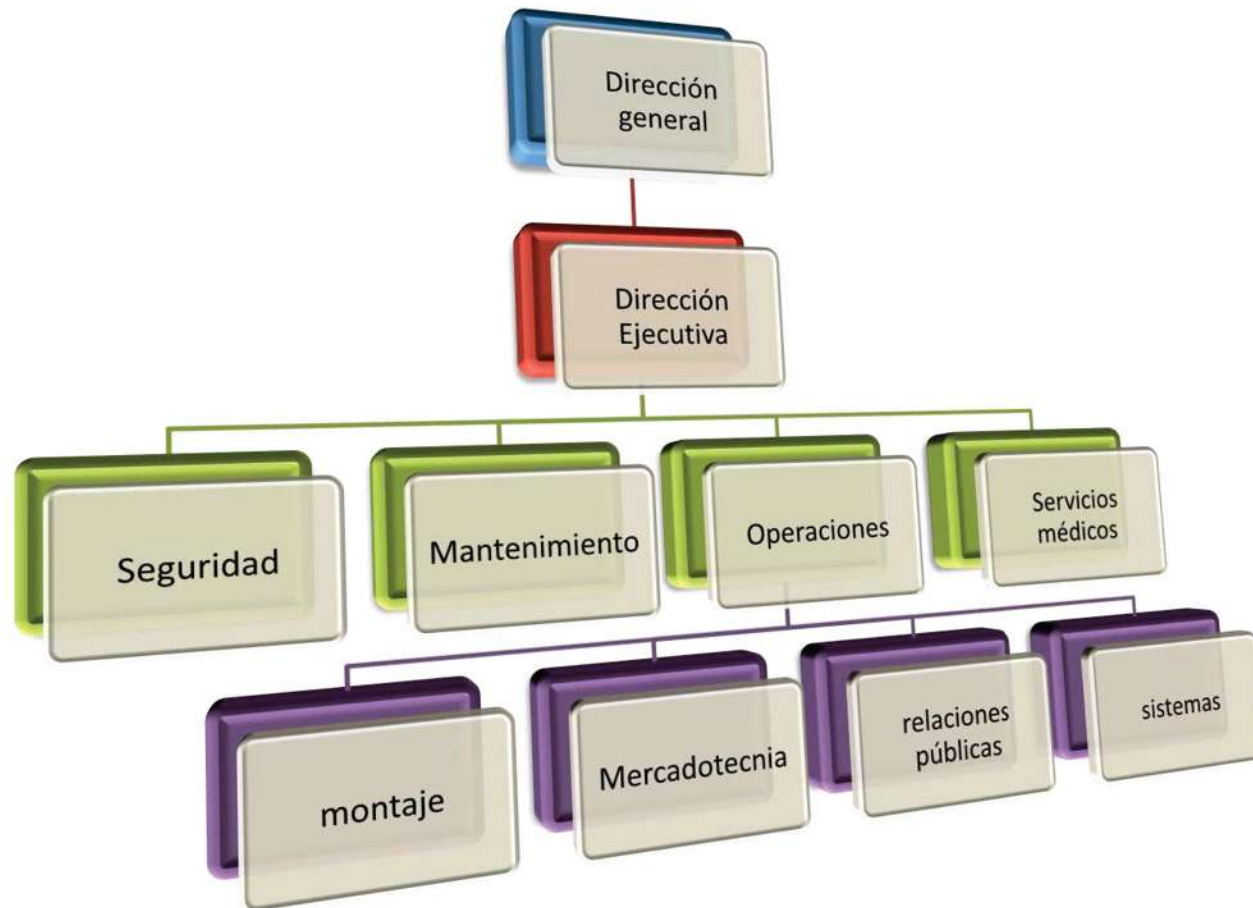 Dirección
general
Dirección
Ejecutiva
Seguridad
Mantenimiento
Operaciones
Servicios
médicos
montaje
Mercadotecnia
relaciones
públicas
sistemas